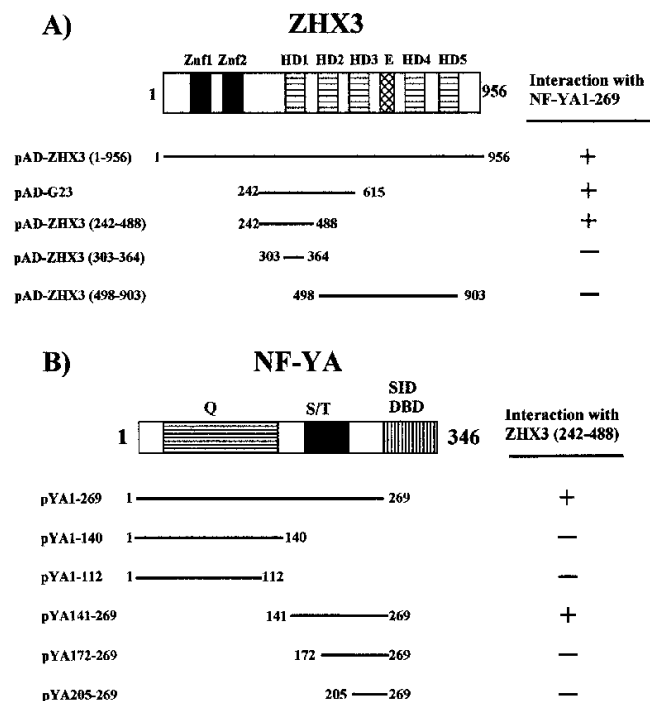 A) ZHX3
Znf1 Znf2 HD1 HD2 HD3 E HD4 HD5
1 956
Interaction with
NF-YA1-269
pAD-ZHX3 (1-956) 1 956 +
pAD-G23 242 615 +
pAD-ZHX3 (242-488) 242 488 +
pAD-ZHX3 (303-364) 303 364 —
pAD-ZHX3 (498-903) 498 903 —
B) NF-YA
SID
Q S/T DBD
1 346
Interaction with
ZHX3 (242-488)
pYA1-269 1 269 +
pYA1-140 1 140 —
pYA1-112 1 112 —
pYA141-269 141 269 +
pYA172-269 172 269 —
pYA205-269 205 269 —